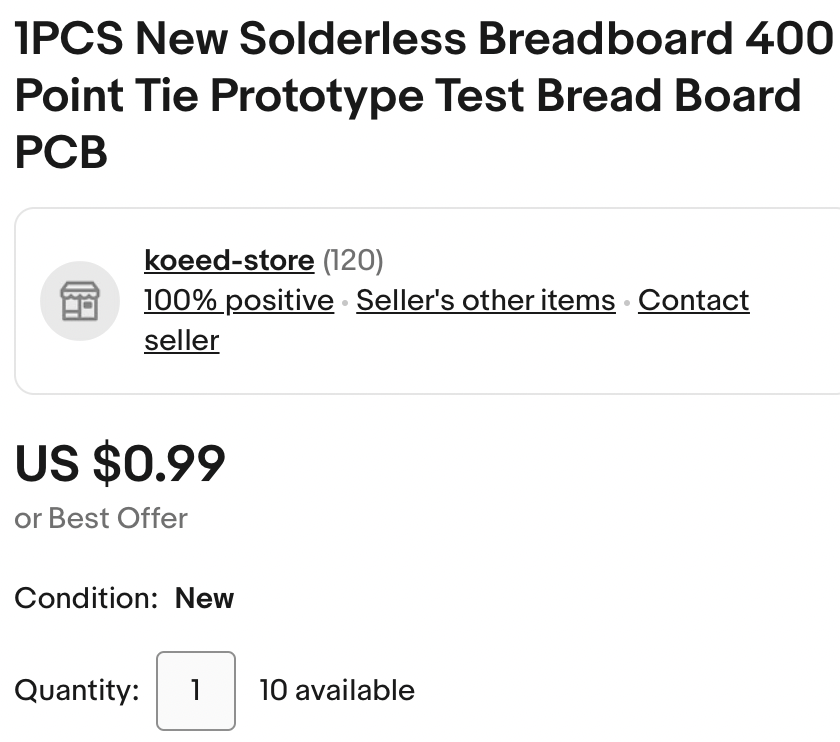 1PCS New Solderless Breadboard 400
Point Tie Prototype Test Bread Board
PCB
koeed-store (120)
100% positive • Seller's other items • Contact
seller
US $0.99
or Best Offer
Condition: New
Quantity: 1 10 available